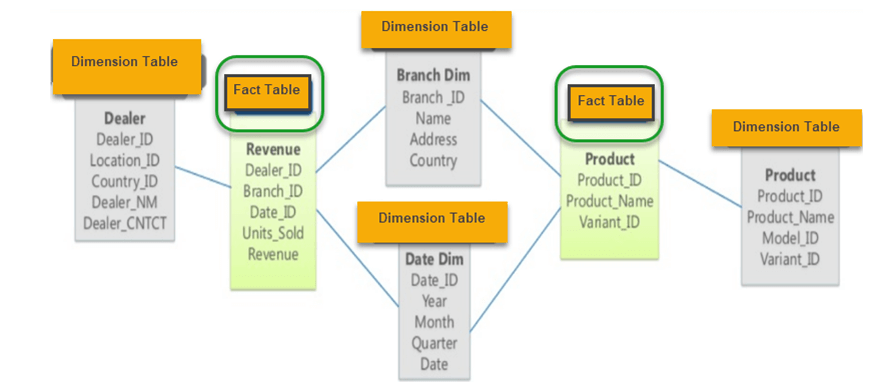 Dimension Table
Dealer
Dealer_ID
Location_ID
Country_ID
Dealer_NM
Dealer_CNTCT
Fact Table
Revenue
Dealer_ID
Branch_ID
Date_ID
Units_Sold
Revenue
Dimension Table
Branch Dim
Branch _ID
Name
Address
Country
Dimension Table
Date Dim
Date_ID
Year
Month
Quarter
Date
Fact Table
Product
Product_ID
Product_Name
Variant_ID
Dimension Table
Product
Product_ID
Product_Name
Model_ID
Variant_ID